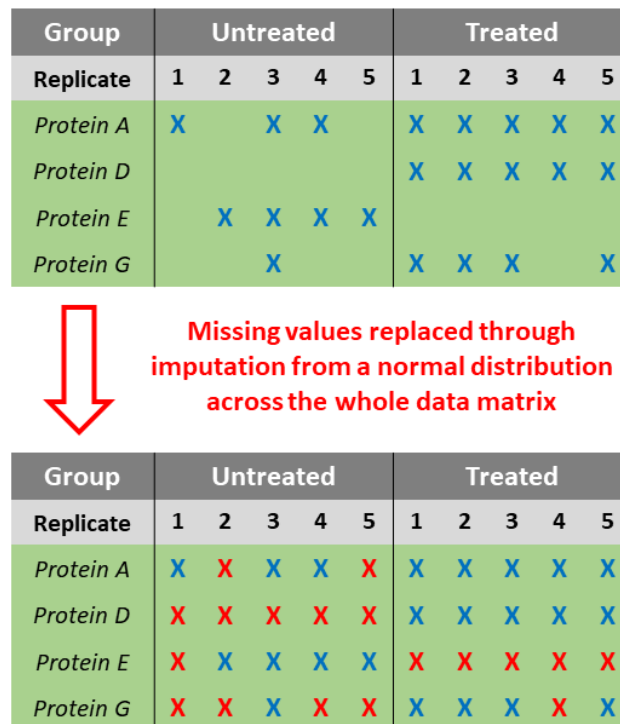 Group Untreated Treated
Replicate 1 2 3 4 5 1 2 3 4 5
Protein A X X X X X X X X
Protein D X X X X X
Protein E X X X X
Protein G X X X X X
Missing values replaced through
imputation from a normal distribution
across the whole data matrix
Group Untreated Treated
Replicate 1 2 3 4 5 1 2 3 4 5
Protein A X X X X X X X X X X
Protein D X X X X X X X X X X
Protein E X X X X X X X X X X
Protein G X X X X X X X X X X